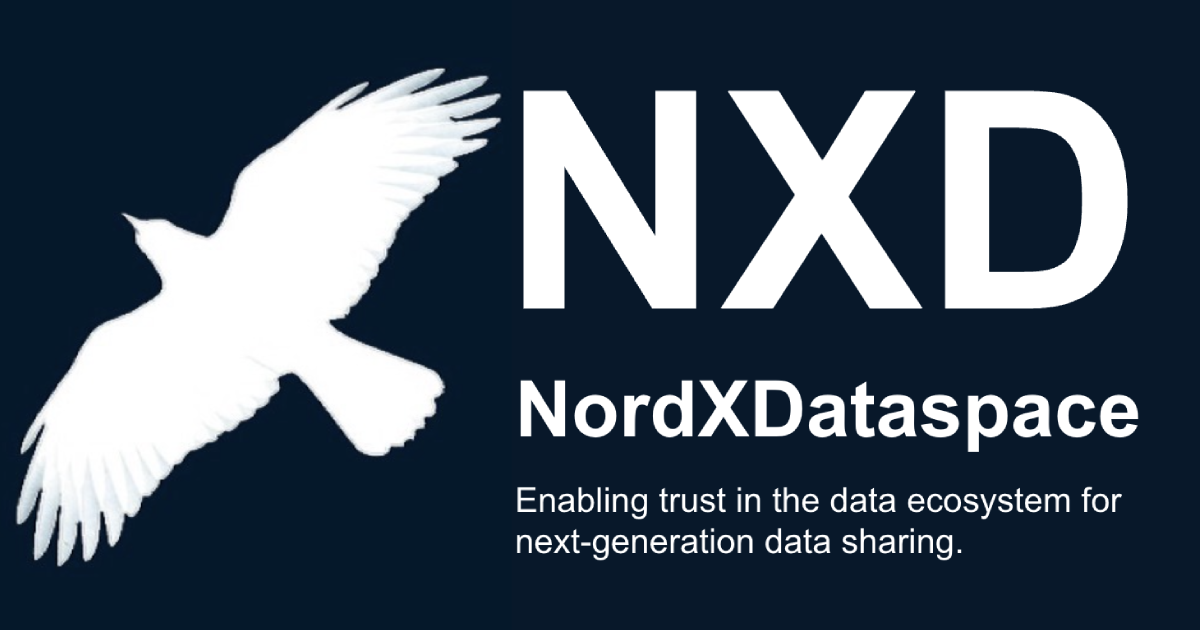 NXD
NordXDataspace
Enabling trust in the data ecosystem for
next-generation data sharing.